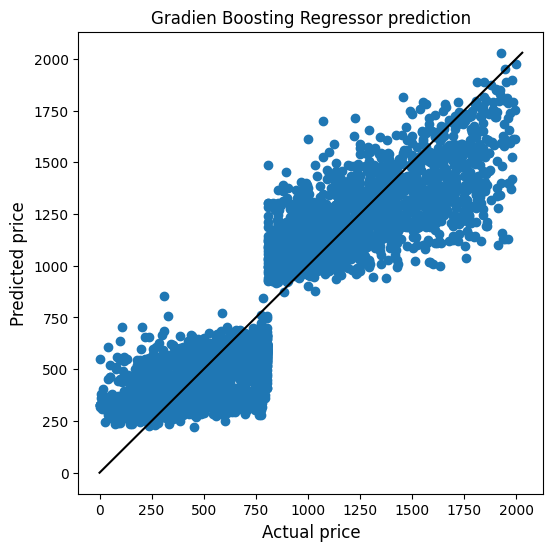 Gradien Boosting Regressor prediction
2000
1750
1500
1250
1000
750
500
250
0
Predicted price
0 250 500 750 1000 1250 1500 1750 2000
Actual price